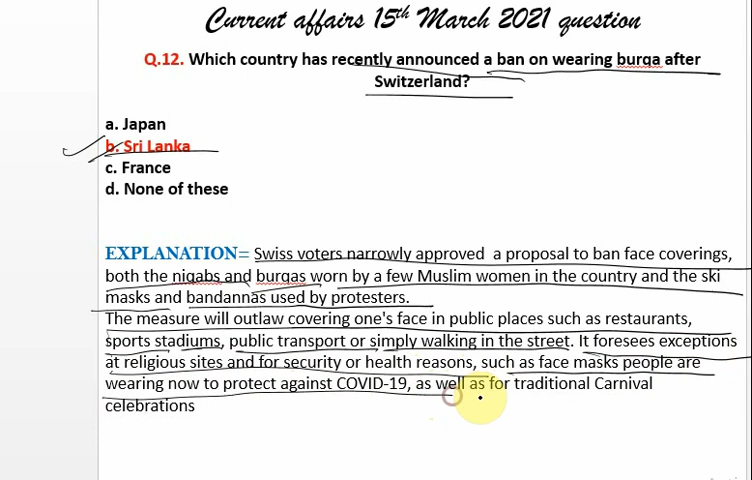 Current affairs 15th March 2021 question
Q.12. Which country has recently announced a ban on wearing burqa after
Switzerland?
a. Japan
b. Sri Lanka
c. France
d. None of these
EXPLANATION= Swiss voters narrowly approved a proposal to ban face coverings,
both the niqabs and burqas worn by a few Muslim women in the country and the ski
masks and bandannas used by protesters.
The measure will outlaw covering one's face in public places such as restaurants,
sports stadiums, public transport or simply walking in the street. It foresees exceptions
at religious sites and for security or health reasons, such as face masks people are
wearing now to protect against COVID-19, as well as for traditional Carnival
celebrations